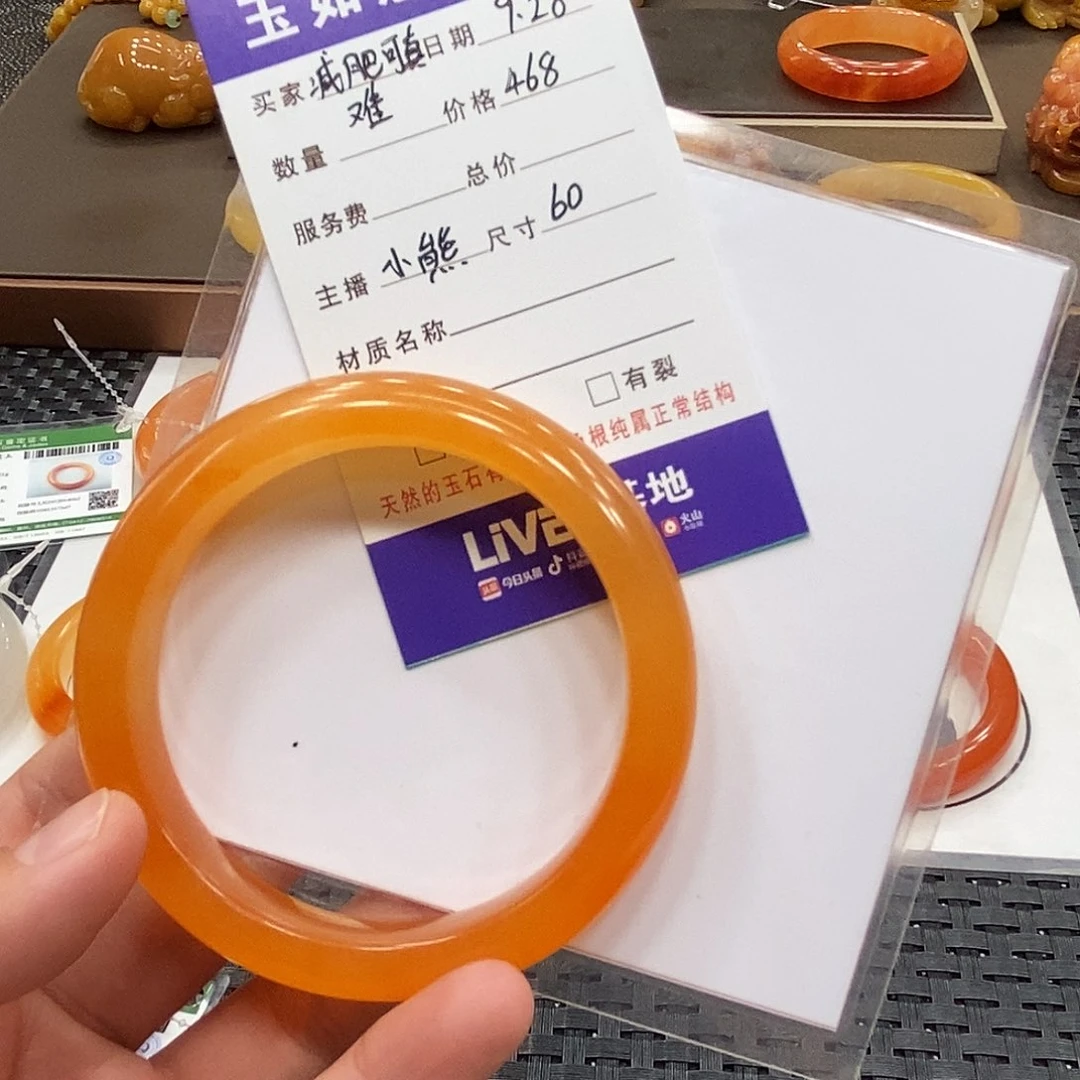 玉如
买家 减肥真难 日期 9.28
数量 价格 468
服务费 总价
主播 小熊 尺寸 60
材质名称
有裂
天然的玉石有 根纯属正常结构
LiVE 基地
今日头条 抖音 火山